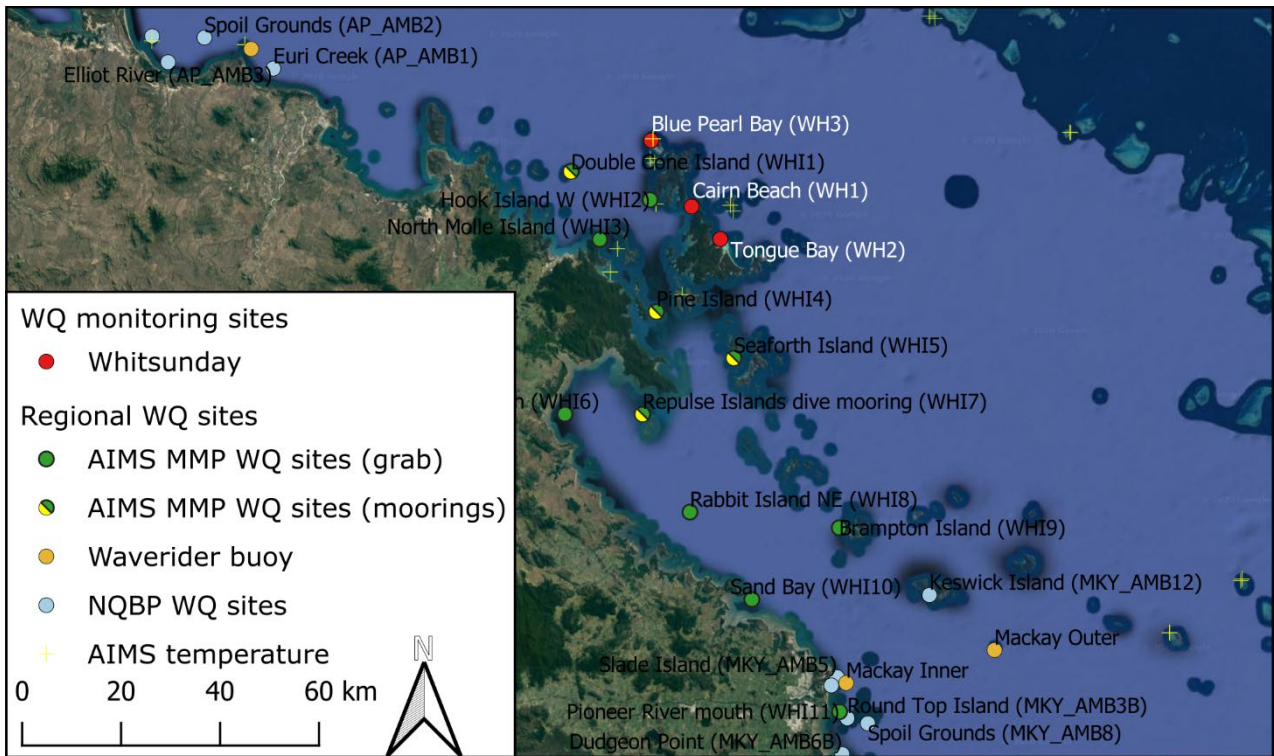 Spoil Grounds (AP_AMB2)
Euri Creek (AP_AMB1)
Elliot River (AP_AMB3)
Blue Pearl Bay (WH3)
Double Cone Island (WHI1)
Cairn Beach (WH1)
Hook Island W (WHI2)
North Molle Island (WHI3)
Tongue Bay (WH2)
Pine Island (WHI4)
Seaforth Island (WHI5)
(WHI6)
Repulse Islands dive mooring (WHI7)
Rabbit Island NE (WHI8)
Brampton Island (WHI9)
Sand Bay (WHI10)
Keswick Island (MKY_AMB12)
Mackay Outer
Slade Island (MKY_AMB5)
Mackay Inner
Pioneer River mouth (WHI11)
Round Top Island (MKY_AMB3B)
Spoil Grounds (MKY_AMB8)
Dudgeon Point (MKY_AMB6B)
WQ monitoring sites
Whitsunday
Regional WQ sites
AIMS MMP WQ sites (grab)
AIMS MMP WQ sites (moorings)
Waverider buoy
NQBP WQ sites
AIMS temperature
0 20 40 60 km
N